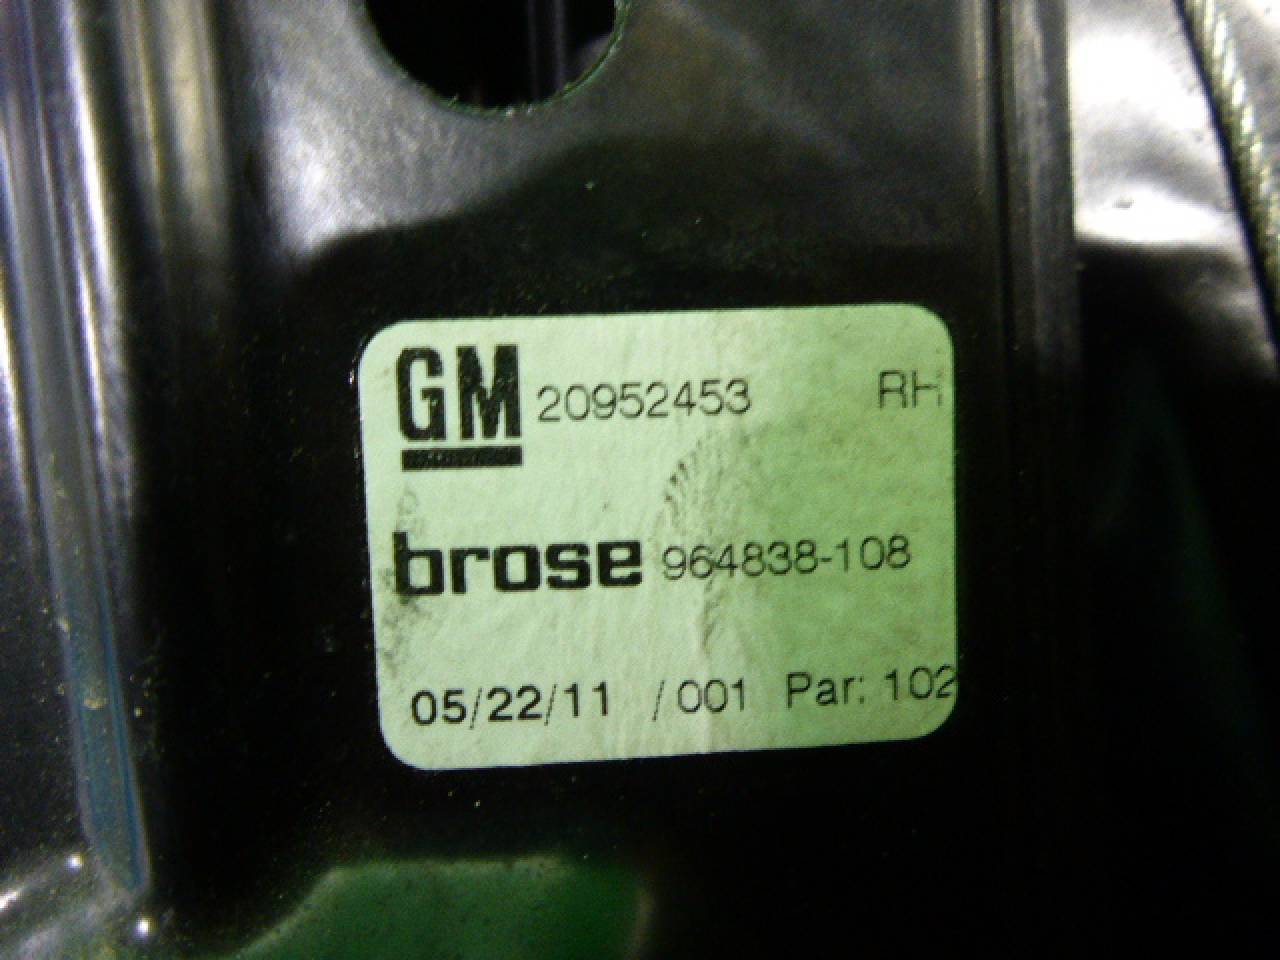 GM 20952453 RH
brose 964838-108
05/22/11 /001 Par: 102